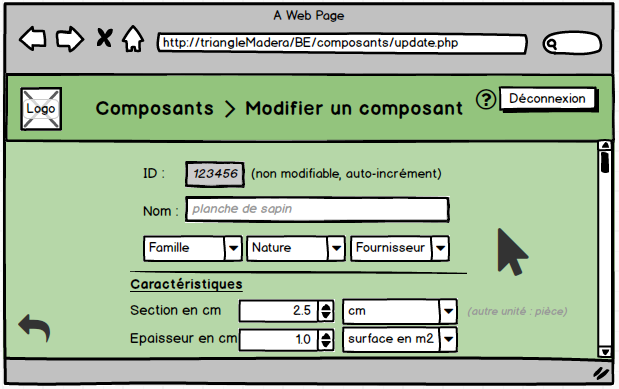 A Web Page
http://triangleMadera/BE/composants/update.php
Logo
Composants > Modifier un composant
?
Déconnexion
ID : 123456 (non modifiable, auto-incrément)
Nom : planche de sapin
Famille Nature Fournisseur
Caractéristiques
Section en cm 2.5 cm (autre unité : pièce)
Epaisseur en cm 1.0 surface en m2